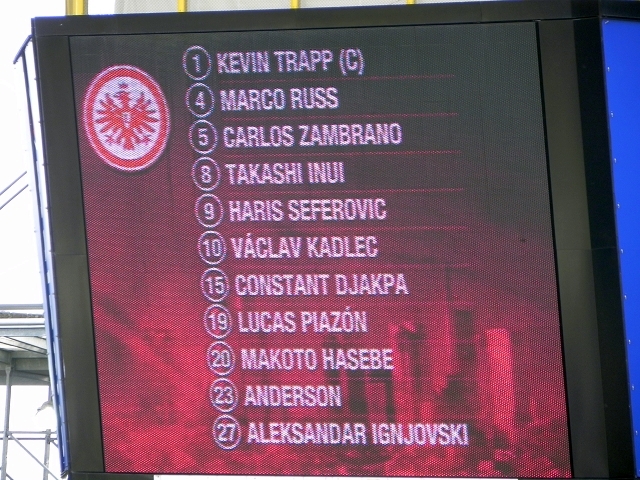 1 KEVIN TRAPP (C)
4 MARCO RUSS
5 CARLOS ZAMBRANO
8 TAKASHI INUI
9 HARIS SEFEROVIC
10 VÁCLAV KADLEC
15 CONSTANT DJAKPA
19 LUCAS PIAZÓN
20 MAKOTO HASEBE
23 ANDERSON
27 ALEKSANDAR IGNJOVSKI